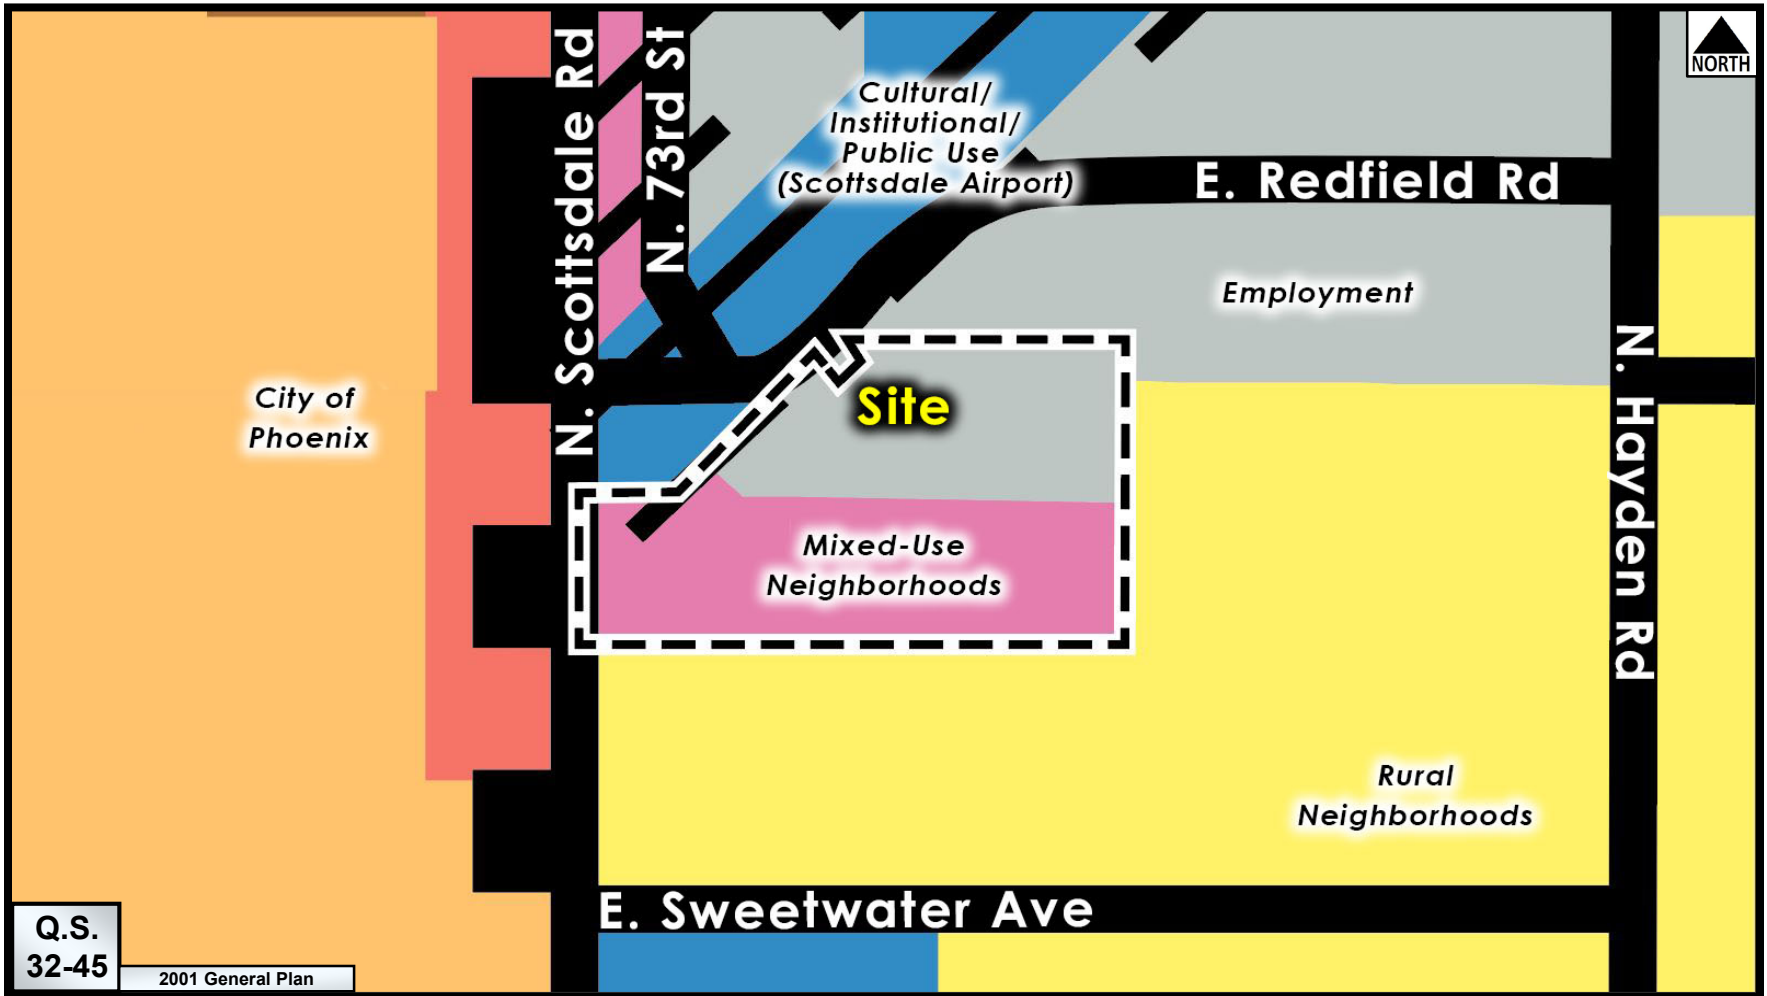 NORTH
N. Scottsdale Rd
N. 73rd St
Cultural/
Institutional/
Public Use
(Scottsdale Airport)
E. Redfield Rd
Employment
N. Hayden Rd
City of
Phoenix
Site
Mixed-Use
Neighborhoods
Rural
Neighborhoods
E. Sweetwater Ave
Q.S.
32-45
2001 General Plan